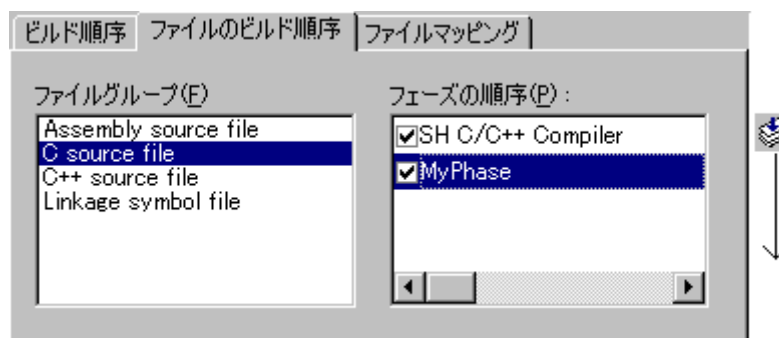 ビルド順序 ファイルのビルド順序 ファイルマッピング
ファイルグループ(F)
Assembly source file
C source file
C++ source file
Linkage symbol file
フェーズの順序(P) :
SH C/C++ Compiler
MyPhase